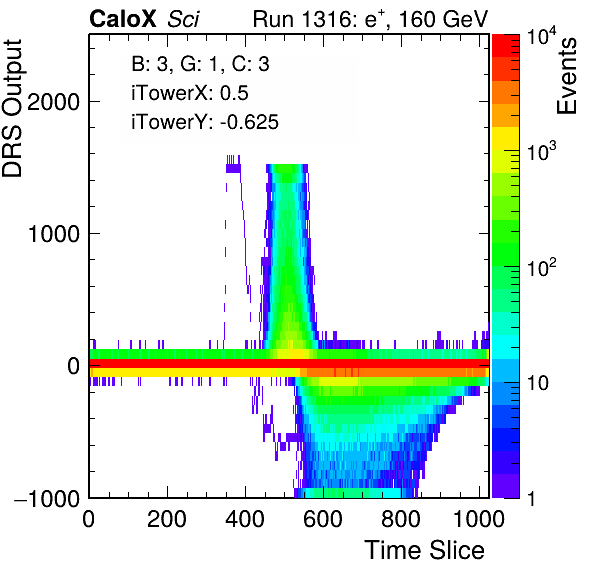 CaloX Sci Run 1316: e⁺, 160 GeV
B: 3, G: 1, C: 3
iTowerX: 0.5
iTowerY: -0.625
DRS Output
2000
1000
0
−1000
0 200 400 600 800 1000
Time Slice
Events
10⁴
10³
10²
10
1